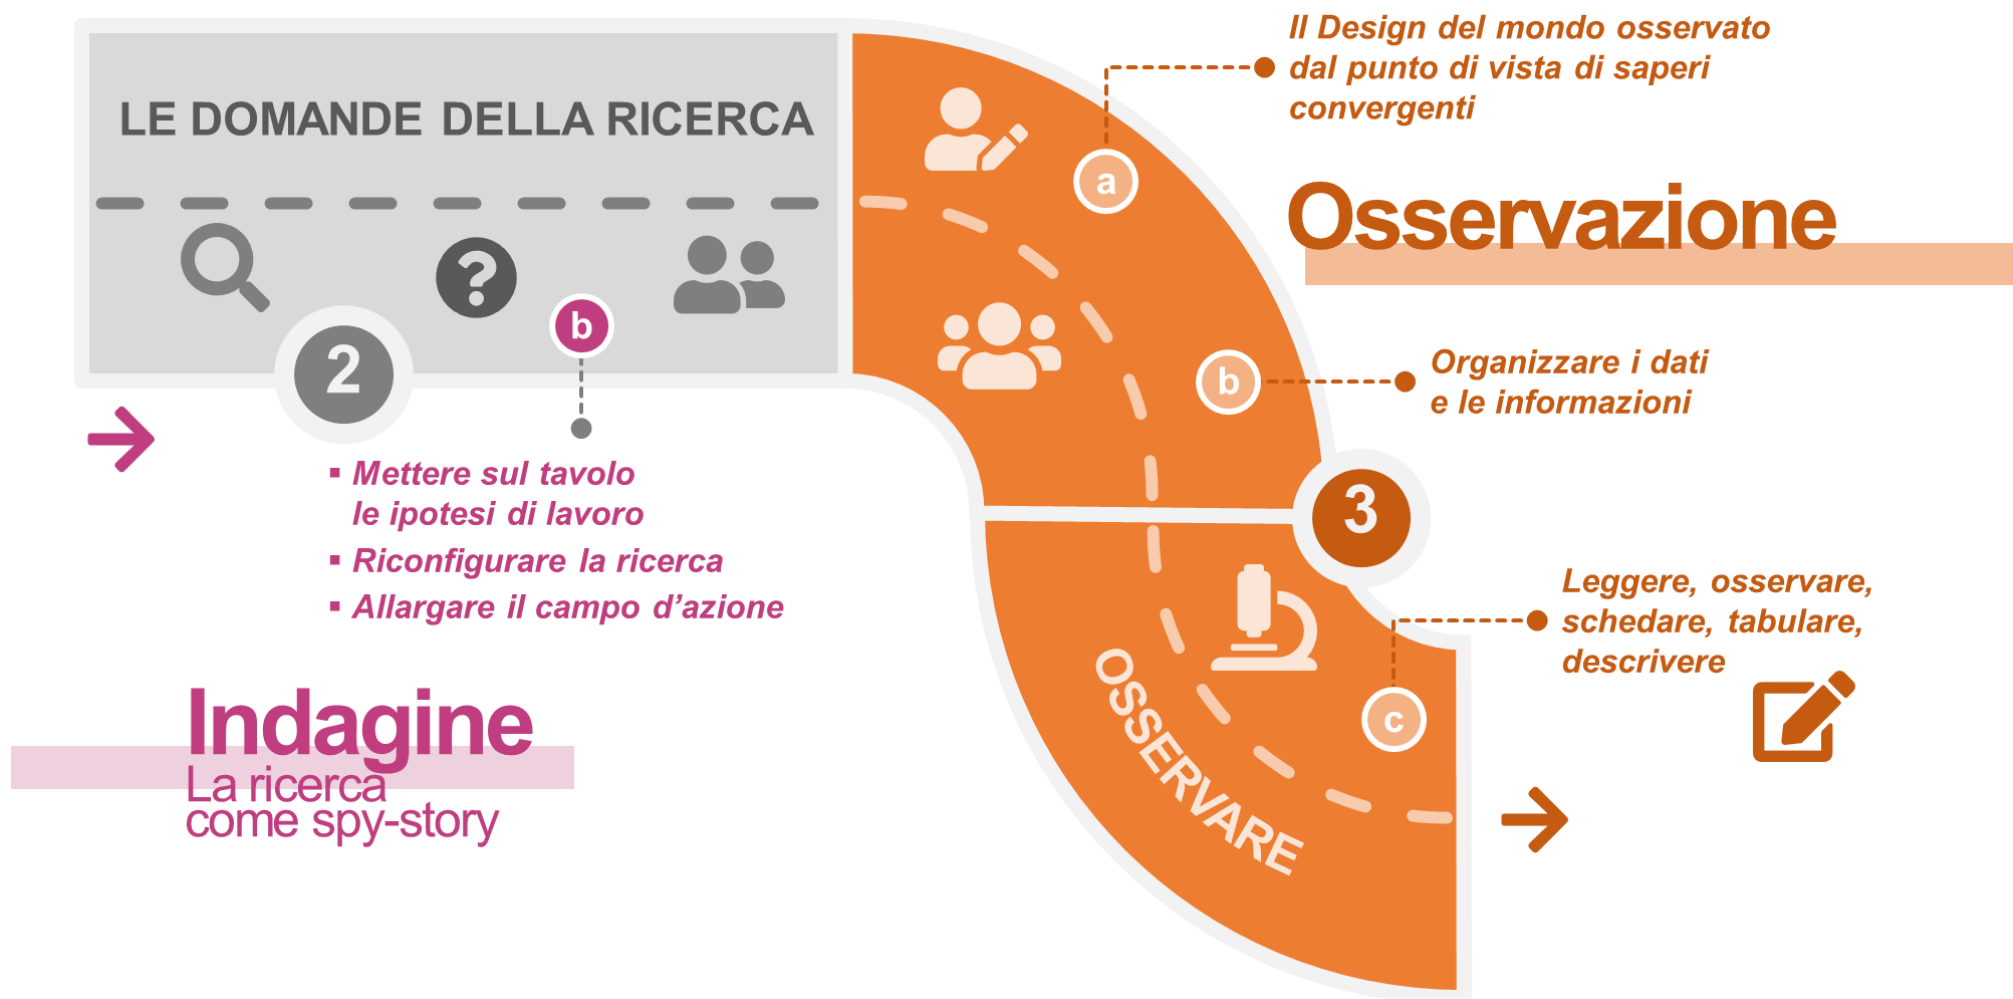 LE DOMANDE DELLA RICERCA
?
2
b
▪ Mettere sul tavolo
le ipotesi di lavoro
▪ Riconfigurare la ricerca
▪ Allargare il campo d’azione
Indagine
La ricerca
come spy-story
Il Design del mondo osservato
dal punto di vista di saperi
convergenti
a
Osservazione
b
Organizzare i dati
e le informazioni
3
Leggere, osservare,
schedare, tabulare,
descrivere
c
OSSERVARE